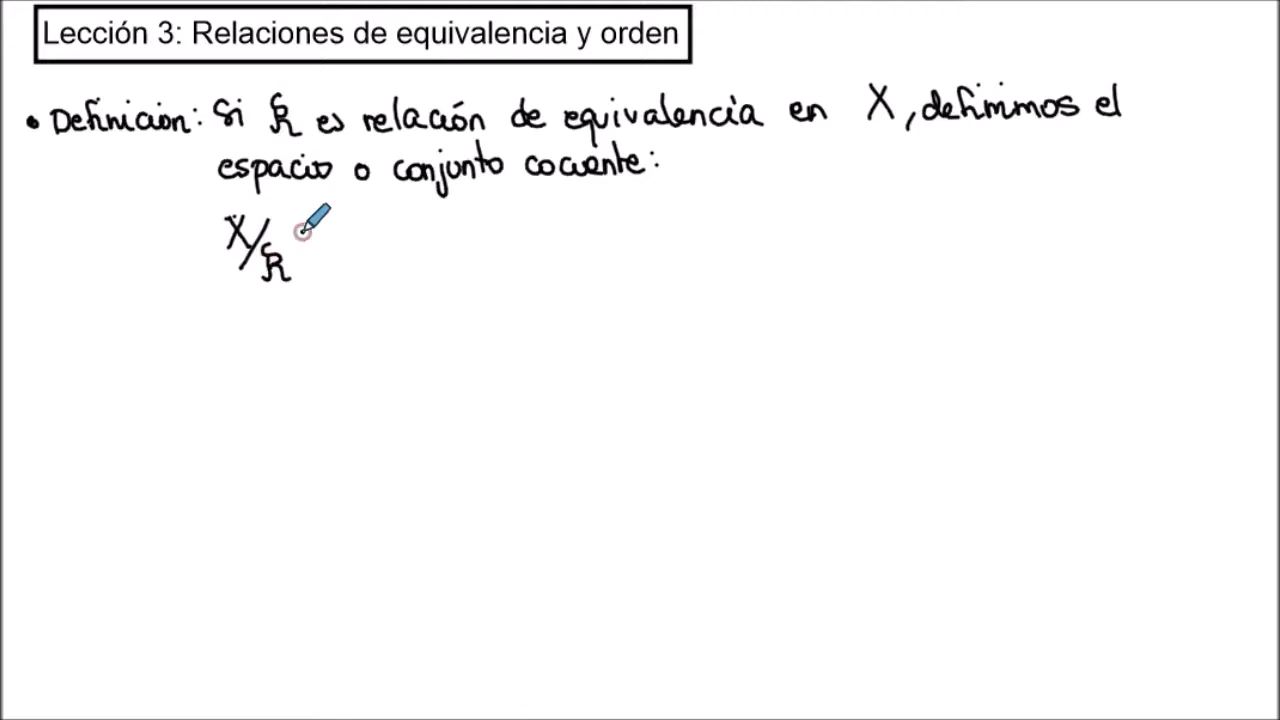 Lección 3: Relaciones de equivalencia y orden
• Definición: Si ℜ es relación de equivalencia en X, definimos el
espacio o conjunto cociente:
X/ℜ